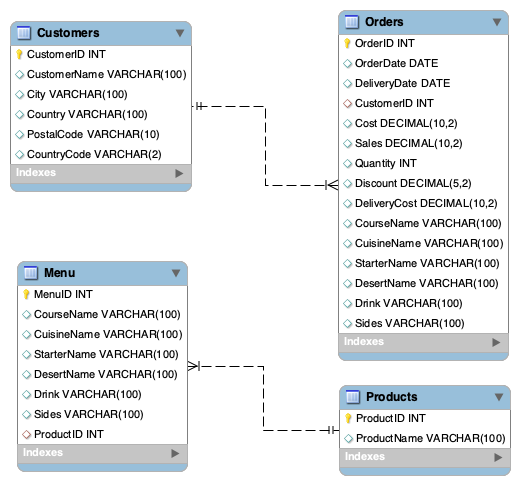 Customers
CustomerID INT
CustomerName VARCHAR(100)
City VARCHAR(100)
Country VARCHAR(100)
PostalCode VARCHAR(10)
CountryCode VARCHAR(2)
Indexes
Orders
OrderID INT
OrderDate DATE
DeliveryDate DATE
CustomerID INT
Cost DECIMAL(10,2)
Sales DECIMAL(10,2)
Quantity INT
Discount DECIMAL(5,2)
DeliveryCost DECIMAL(10,2)
CourseName VARCHAR(100)
CuisineName VARCHAR(100)
StarterName VARCHAR(100)
DesertName VARCHAR(100)
Drink VARCHAR(100)
Sides VARCHAR(100)
Indexes
Menu
MenuID INT
CourseName VARCHAR(100)
CuisineName VARCHAR(100)
StarterName VARCHAR(100)
DesertName VARCHAR(100)
Drink VARCHAR(100)
Sides VARCHAR(100)
ProductID INT
Indexes
Products
ProductID INT
ProductName VARCHAR(100)
Indexes